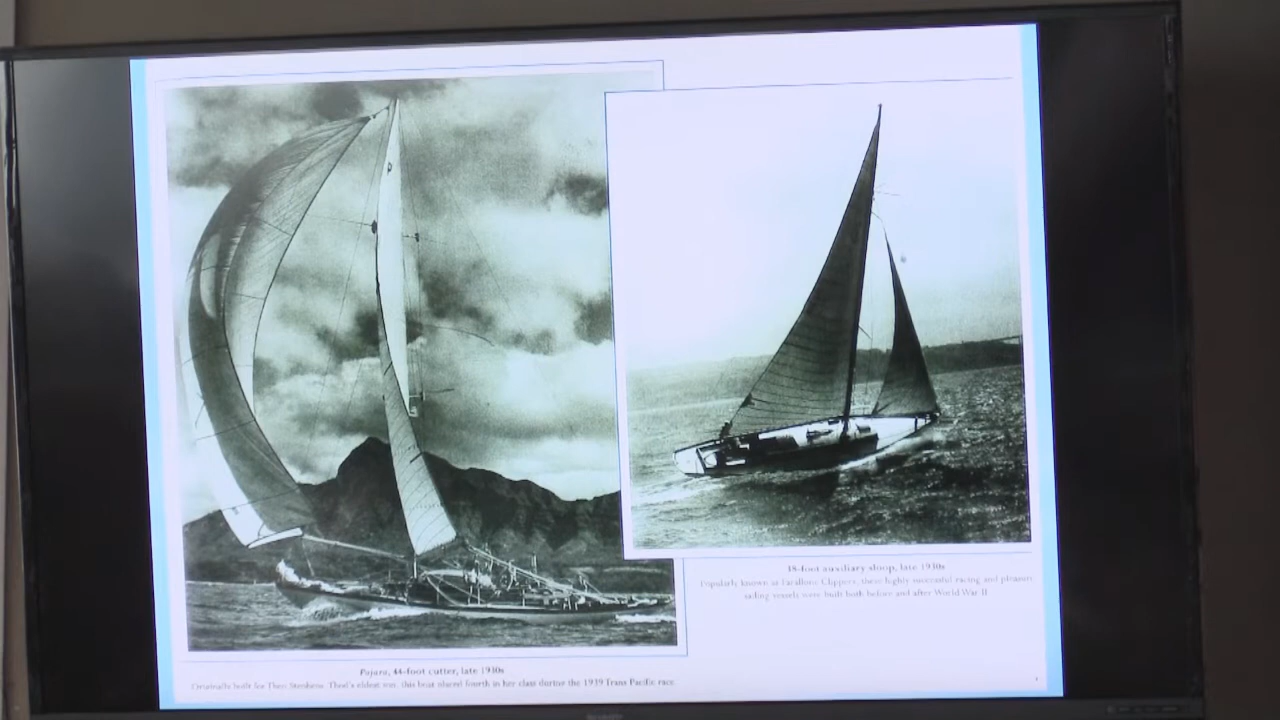 Pajara, 44-foot cutter, late 1930s
Originally built for Theo Stephens, Theo's eldest son, this boat placed fourth in her class during the 1939 Trans Pacific race
foot auxiliary sloop, late 1930s
Popularly known as Farallone Clippers, these highly successful racing and pleasure
sailing vessels were built both before and after World War II